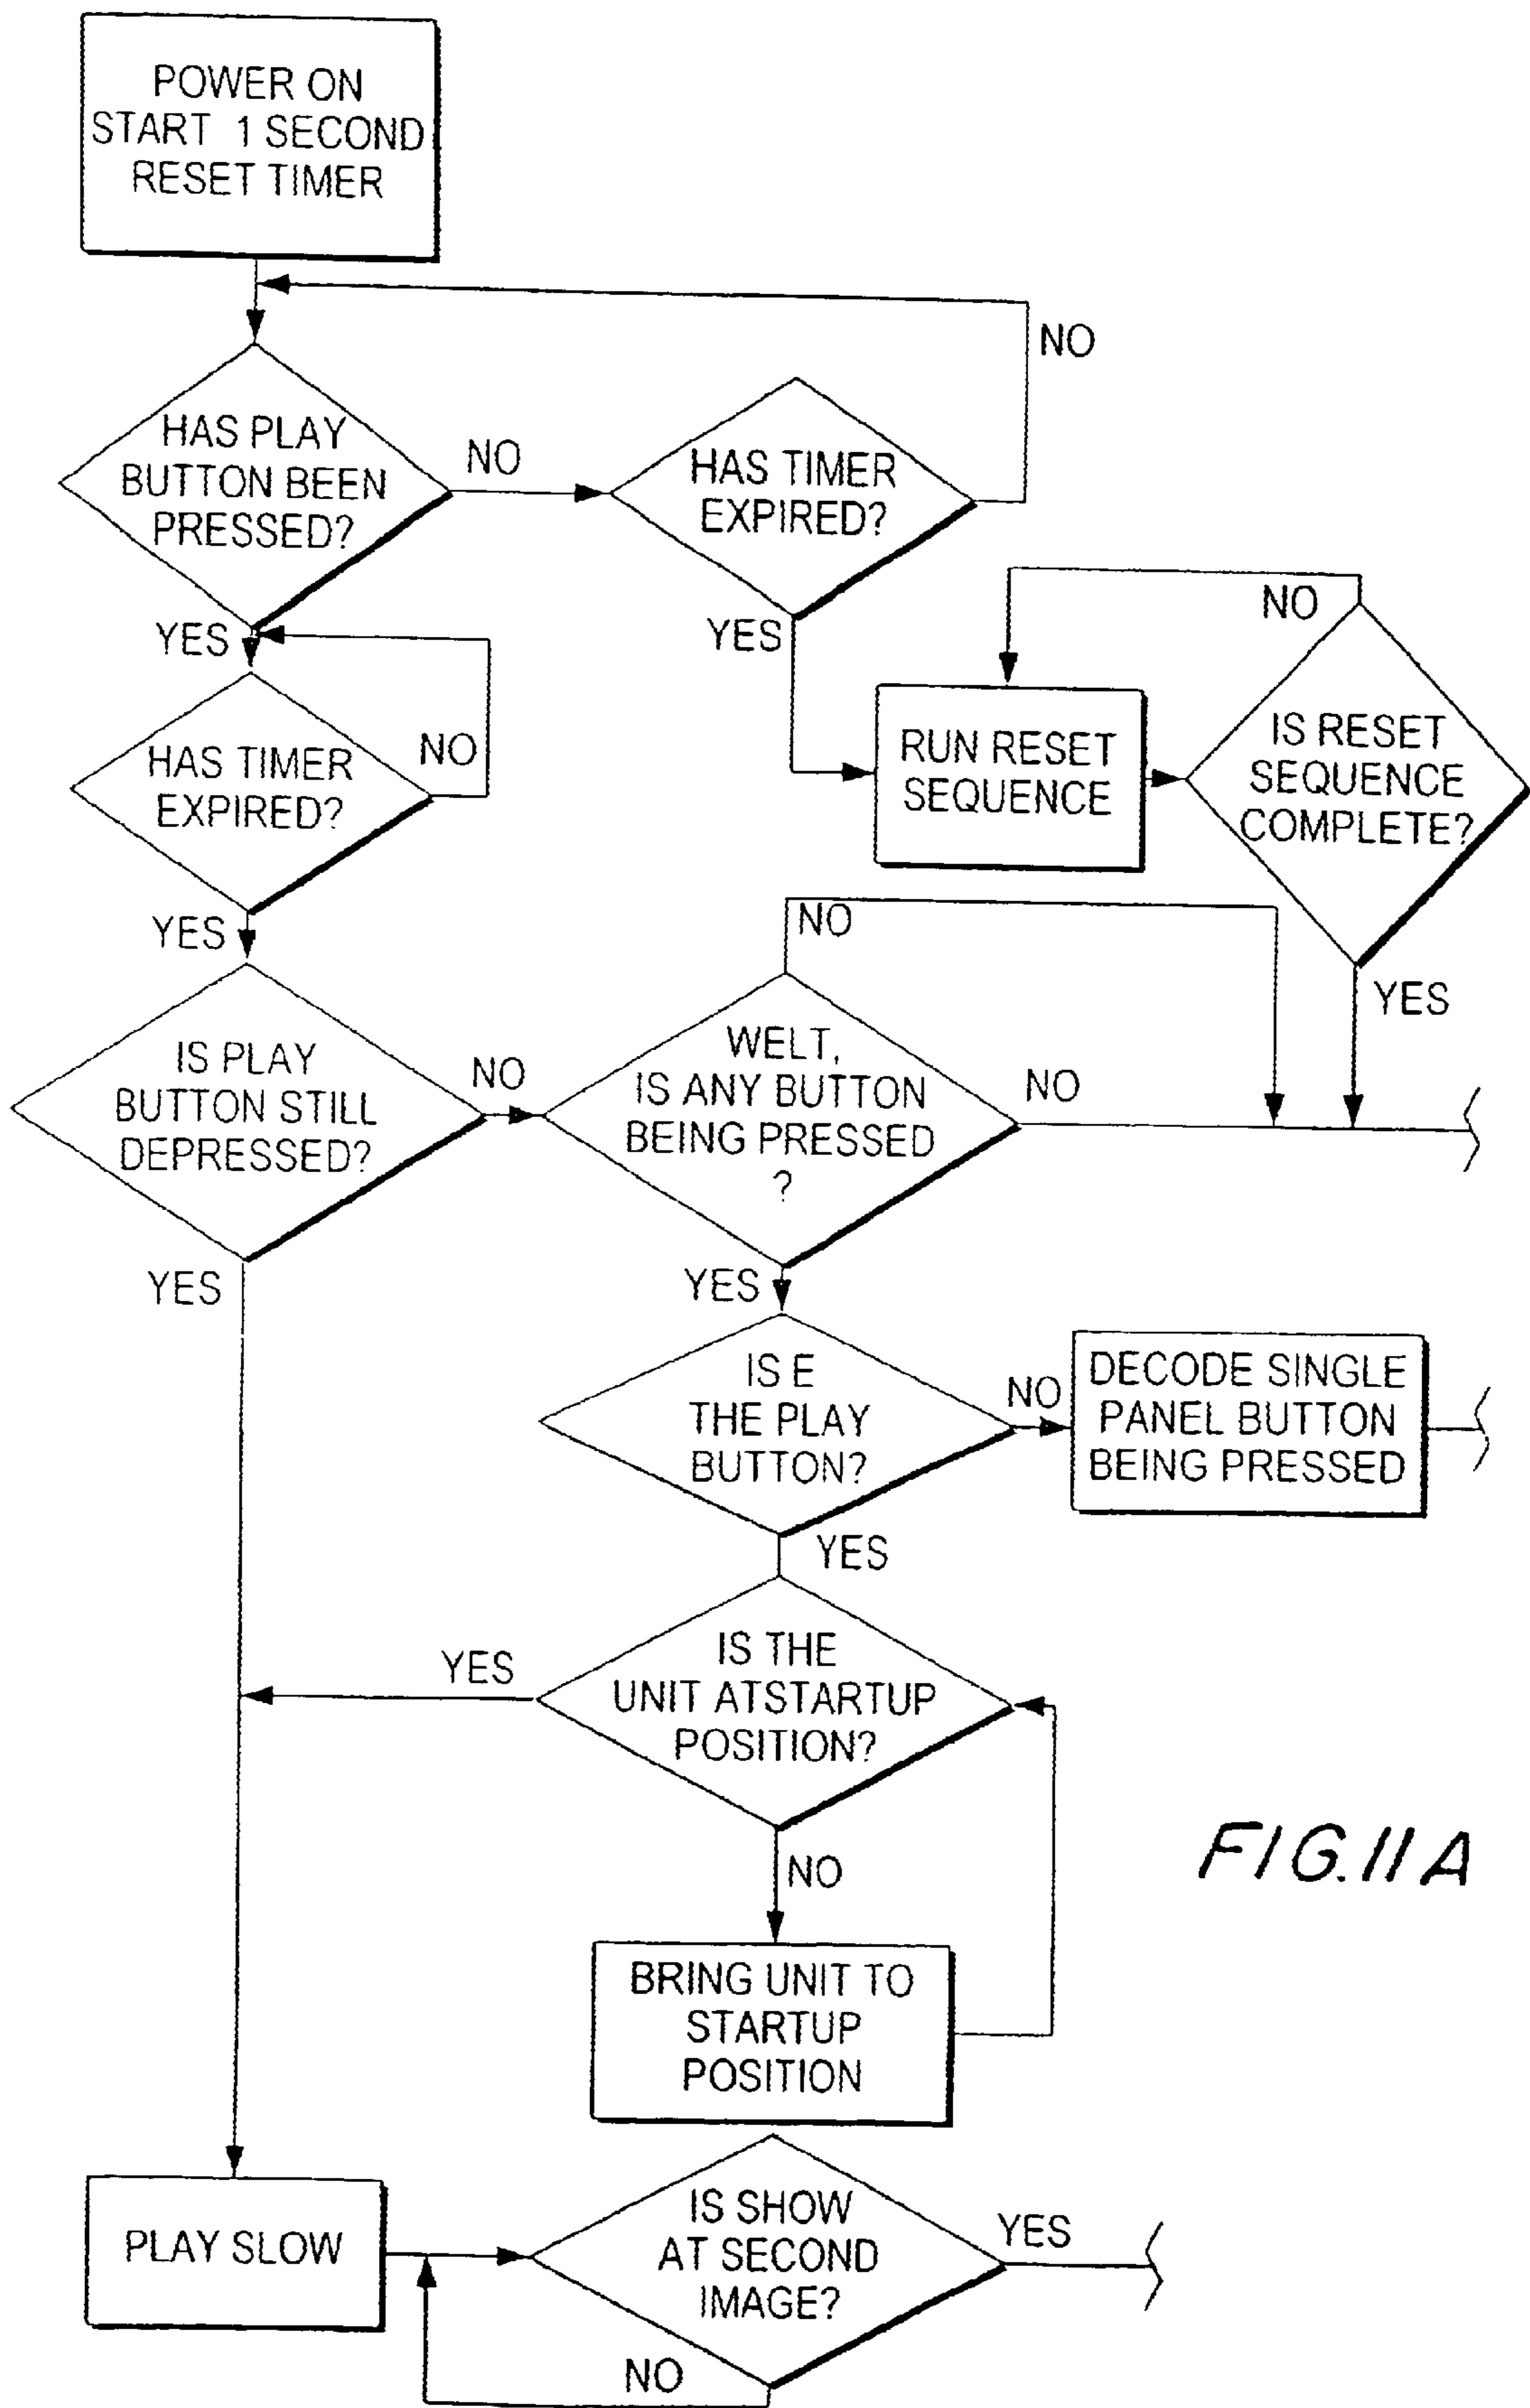 POWER ON
START 1 SECOND
RESET TIMER
NO
HAS PLAY
BUTTON BEEN
PRESSED?
NO
HAS TIMER
EXPIRED?
YES
YES
NO
HAS TIMER
EXPIRED?
NO
RUN RESET
SEQUENCE
IS RESET
SEQUENCE
COMPLETE?
YES
NO
YES
IS PLAY
BUTTON STILL
DEPRESSED?
NO
WELT,
IS ANY BUTTON
BEING PRESSED
?
NO
YES
YES
IS E
THE PLAY
BUTTON?
NO
DECODE SINGLE
PANEL BUTTON
BEING PRESSED
YES
IS THE
UNIT ATSTARTUP
POSITION?
YES
NO
BRING UNIT TO
STARTUP
POSITION
FIG.11A
PLAY SLOW
IS SHOW
AT SECOND
IMAGE?
YES
NO